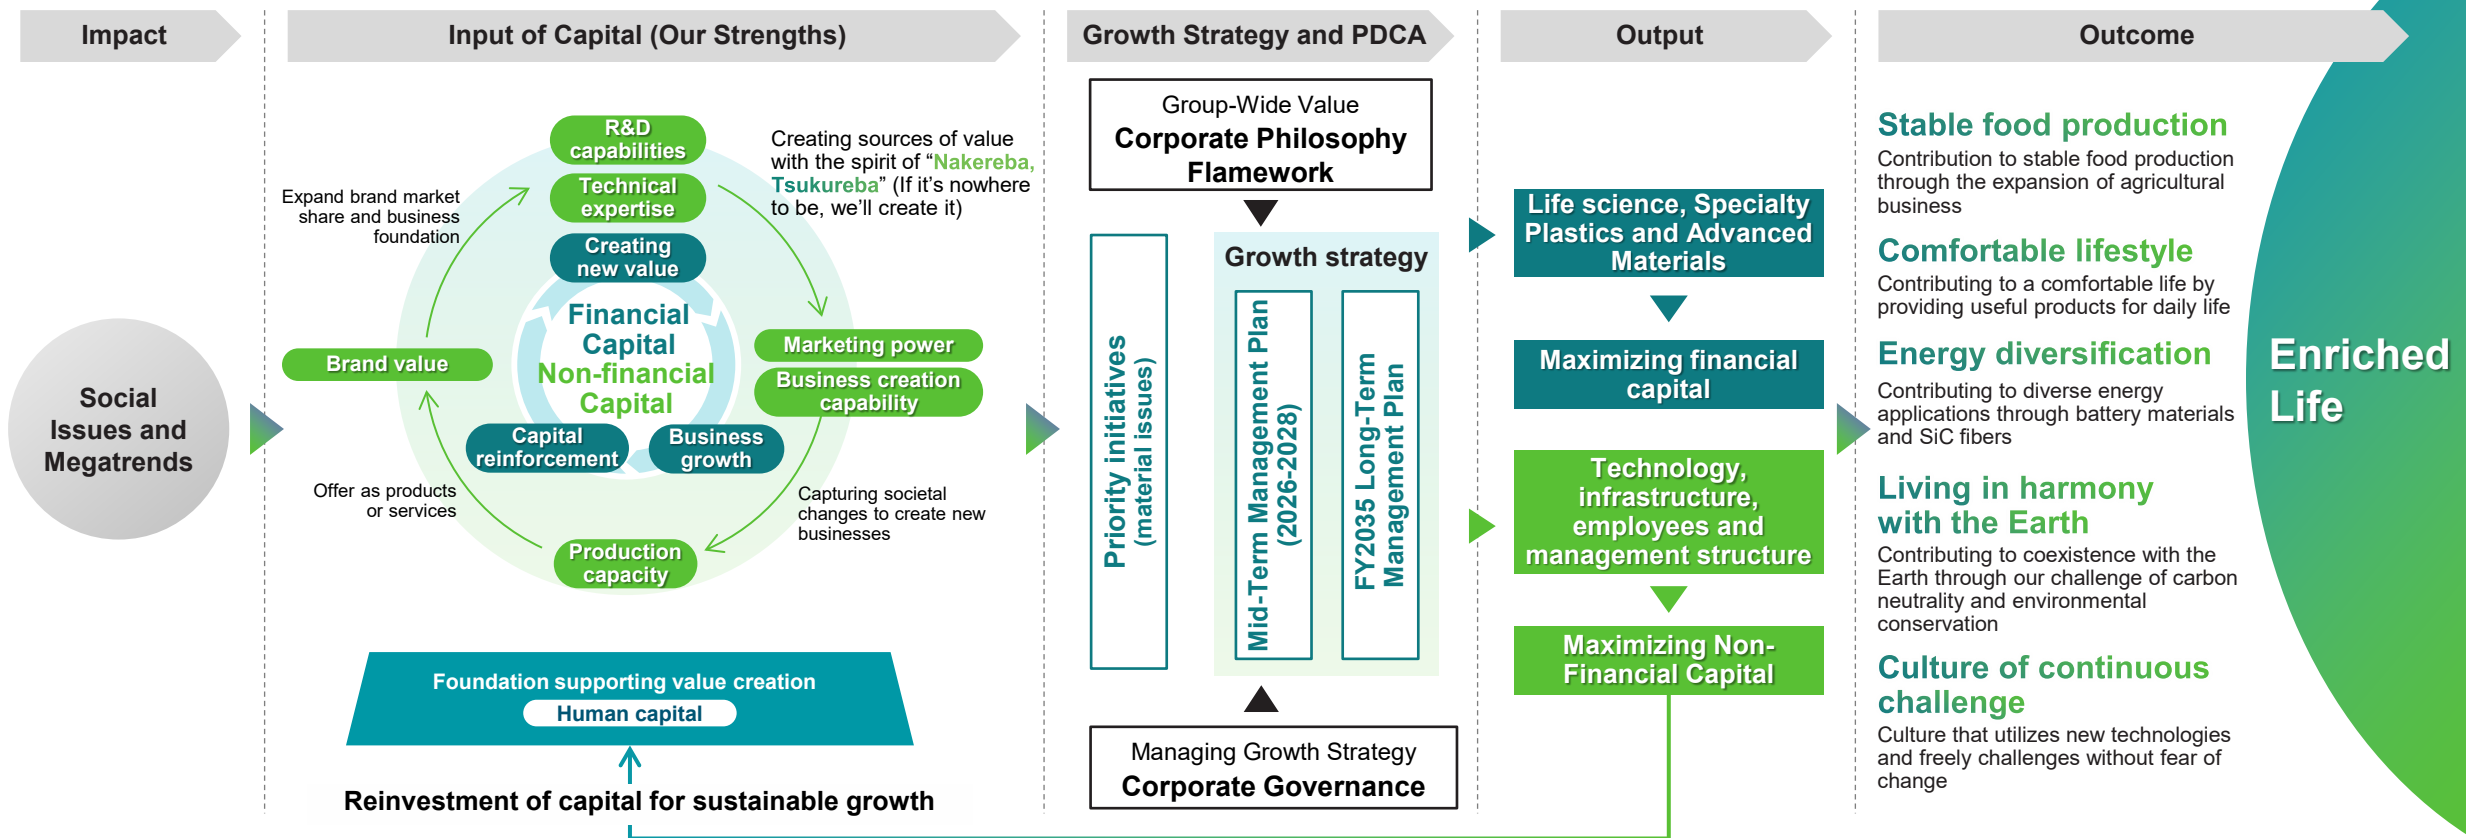 Impact
Input of Capital (Our Strengths)
Growth Strategy and PDCA
Output
Outcome
Social
Issues and
Megatrends
R&D
capabilities
Technical
expertise
Creating
new value
Creating sources of value
with the spirit of “Nakereba,
Tsukureba” (If it’s nowhere
to be, we’ll create it)
Expand brand market
share and business
foundation
Financial
Capital
Non-financial
Capital
Brand value
Marketing power
Business creation
capability
Capital
reinforcement
Business
growth
Offer as products
or services
Capturing societal
changes to create new
businesses
Production
capacity
Foundation supporting value creation
Human capital
Reinvestment of capital for sustainable growth
Group-Wide Value
Corporate Philosophy
Flamework
Priority initiatives
(material issues)
Growth strategy
Mid-Term Management Plan
(2026-2028)
FY2035 Long-Term
Management Plan
Managing Growth Strategy
Corporate Governance
Life science, Specialty
Plastics and Advanced
Materials
Maximizing financial
capital
Technology,
infrastructure,
employees and
management structure
Maximizing Non-
Financial Capital
Stable food production
Contribution to stable food production
through the expansion of agricultural
business
Comfortable lifestyle
Contributing to a comfortable life by
providing useful products for daily life
Energy diversification
Contributing to diverse energy
applications through battery materials
and SiC fibers
Living in harmony
with the Earth
Contributing to coexistence with the
Earth through our challenge of carbon
neutrality and environmental
conservation
Culture of continuous
challenge
Culture that utilizes new technologies
and freely challenges without fear of
change
Enriched
Life